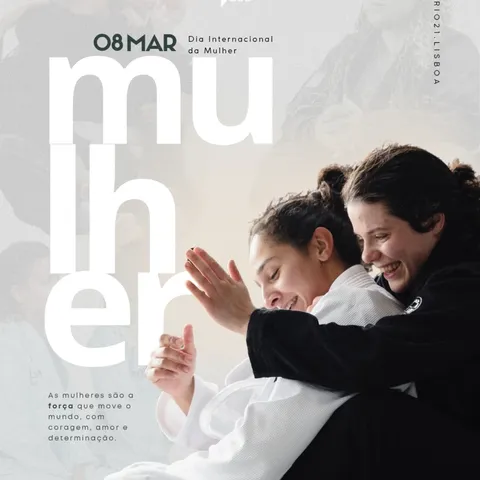 08 MAR
Dia Internacional
da Mulher
mu
lh
er
RIO21.LISBOA
As mulheres são a
força que move o
mundo, com
coragem, amor e
determinação.